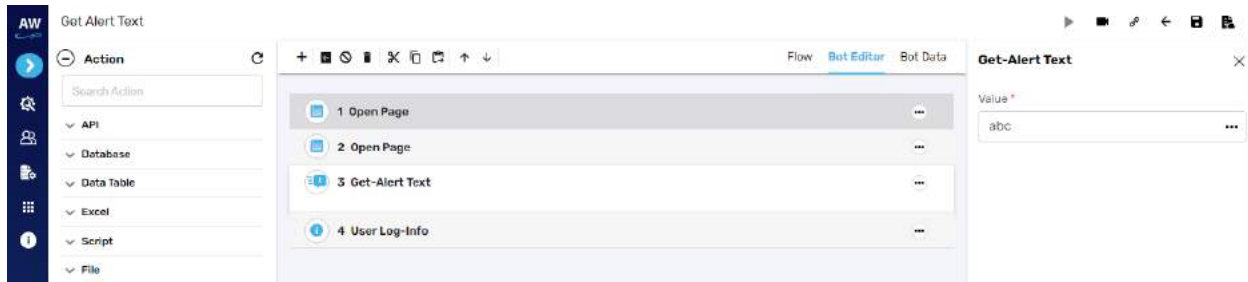 AW
Get Alert Text
Action
Search Action
API
Database
Data Table
Excel
Script
File
Flow Bot Editor Bot Data
1 Open Page
2 Open Page
3 Get-Alert Text
4 User Log-Info
Get-Alert Text
Value *
abc